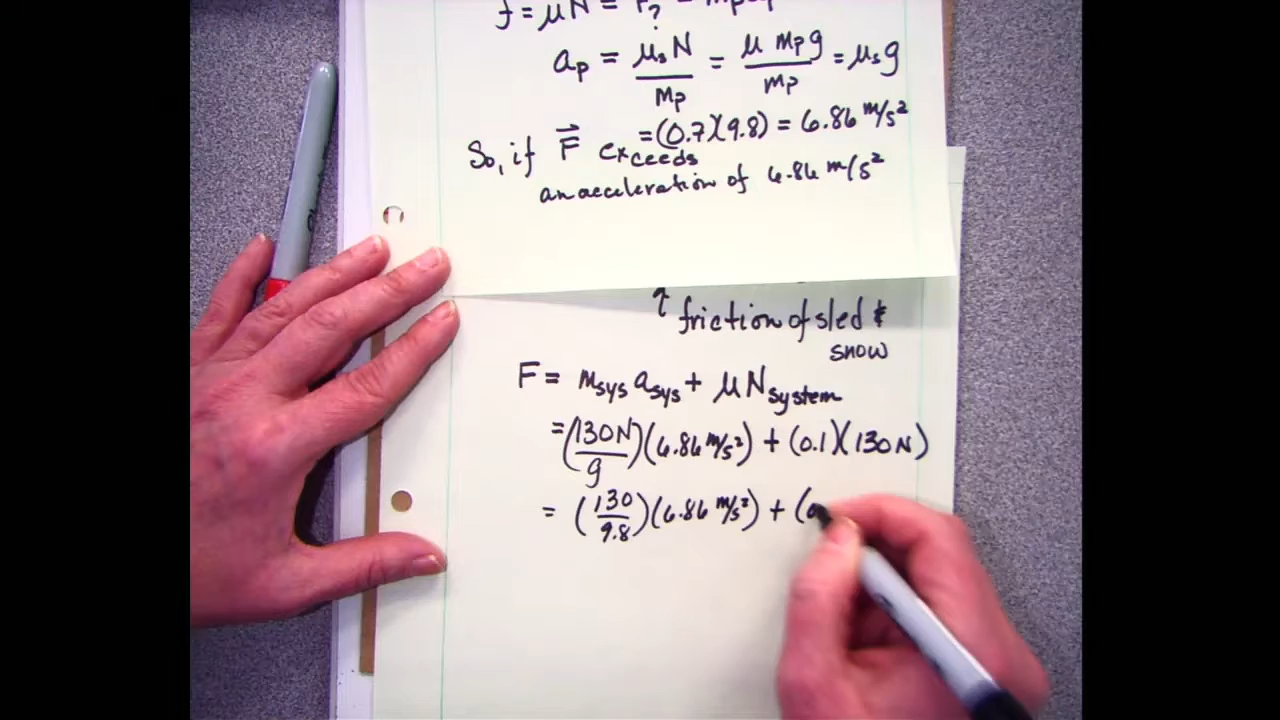 f = μN = F? = mpap
ap = μsN / Mp = μ mpg / mp = μsg
= (0.7)(9.8) = 6.86 m/s²
So, if F⃗ exceeds
an acceleration of 6.86 m/s²
↑ friction of sled &
snow
F = msys asys + μNsystem
= (130N / g)(6.86 m/s²) + (0.1)(130N)
= (130 / 9.8)(6.86 m/s²) + (0